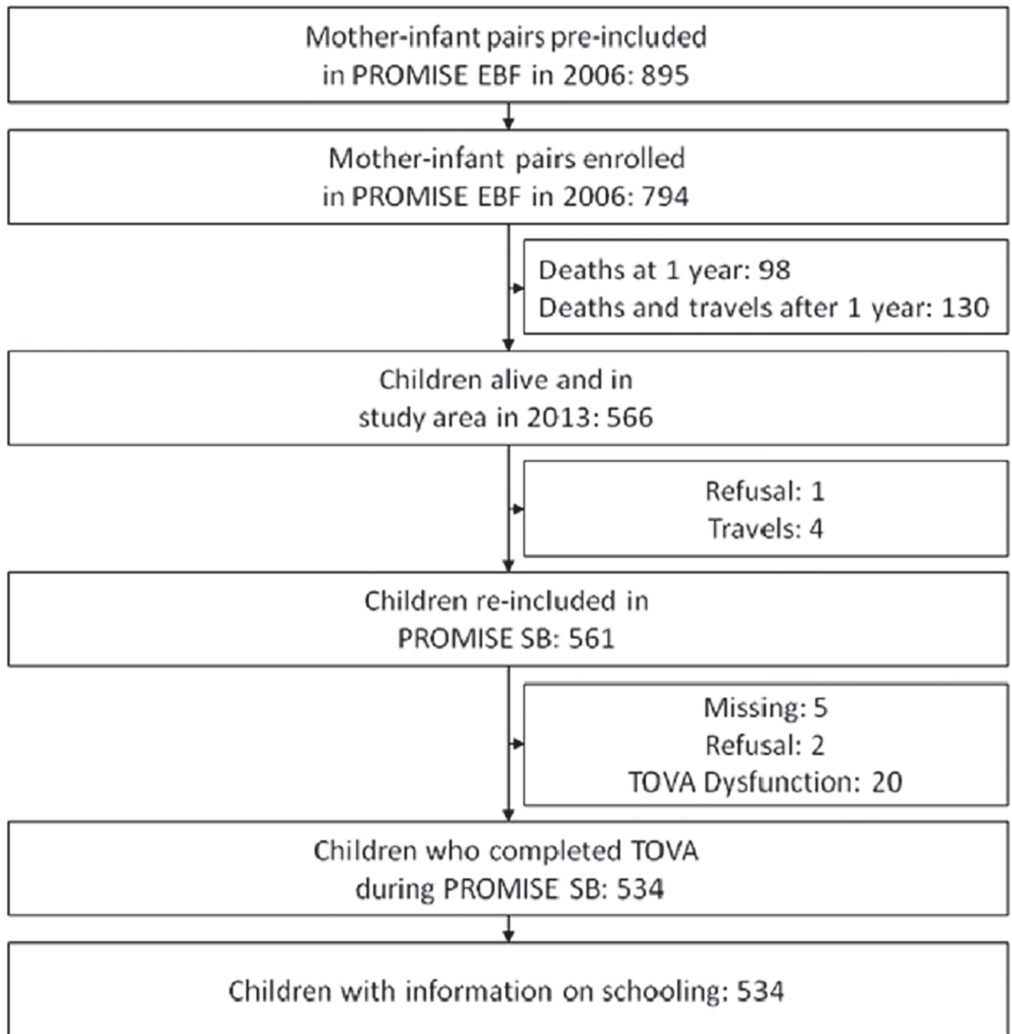 Mother-infant pairs pre-included
in PROMISE EBF in 2006: 895
Mother-infant pairs enrolled
in PROMISE EBF in 2006: 794
Deaths at 1 year: 98
Deaths and travels after 1 year: 130
Children alive and in
study area in 2013: 566
Refusal: 1
Travels: 4
Children re-included in
PROMISE SB: 561
Missing: 5
Refusal: 2
TOVA Dysfunction: 20
Children who completed TOVA
during PROMISE SB: 534
Children with information on schooling: 534